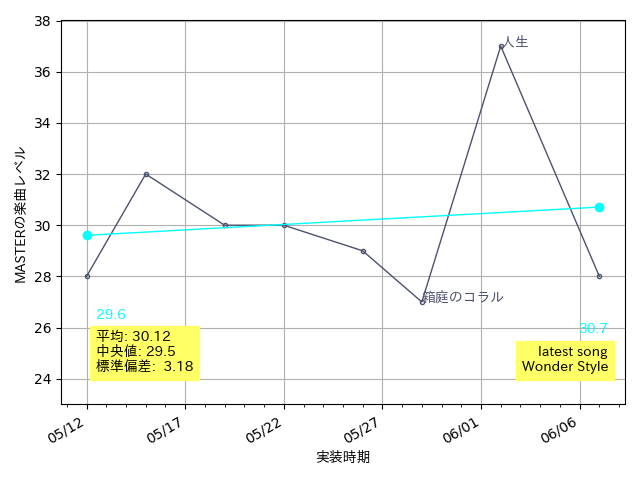 38
36
34
32
30
28
26
24
MASTERの楽曲レベル
人生
箱庭のコラル
29.6
平均: 30.12
中央値: 29.5
標準偏差: 3.18
30.7
latest song
Wonder Style
05/12
05/17
05/22
05/27
06/01
06/06
実装時期